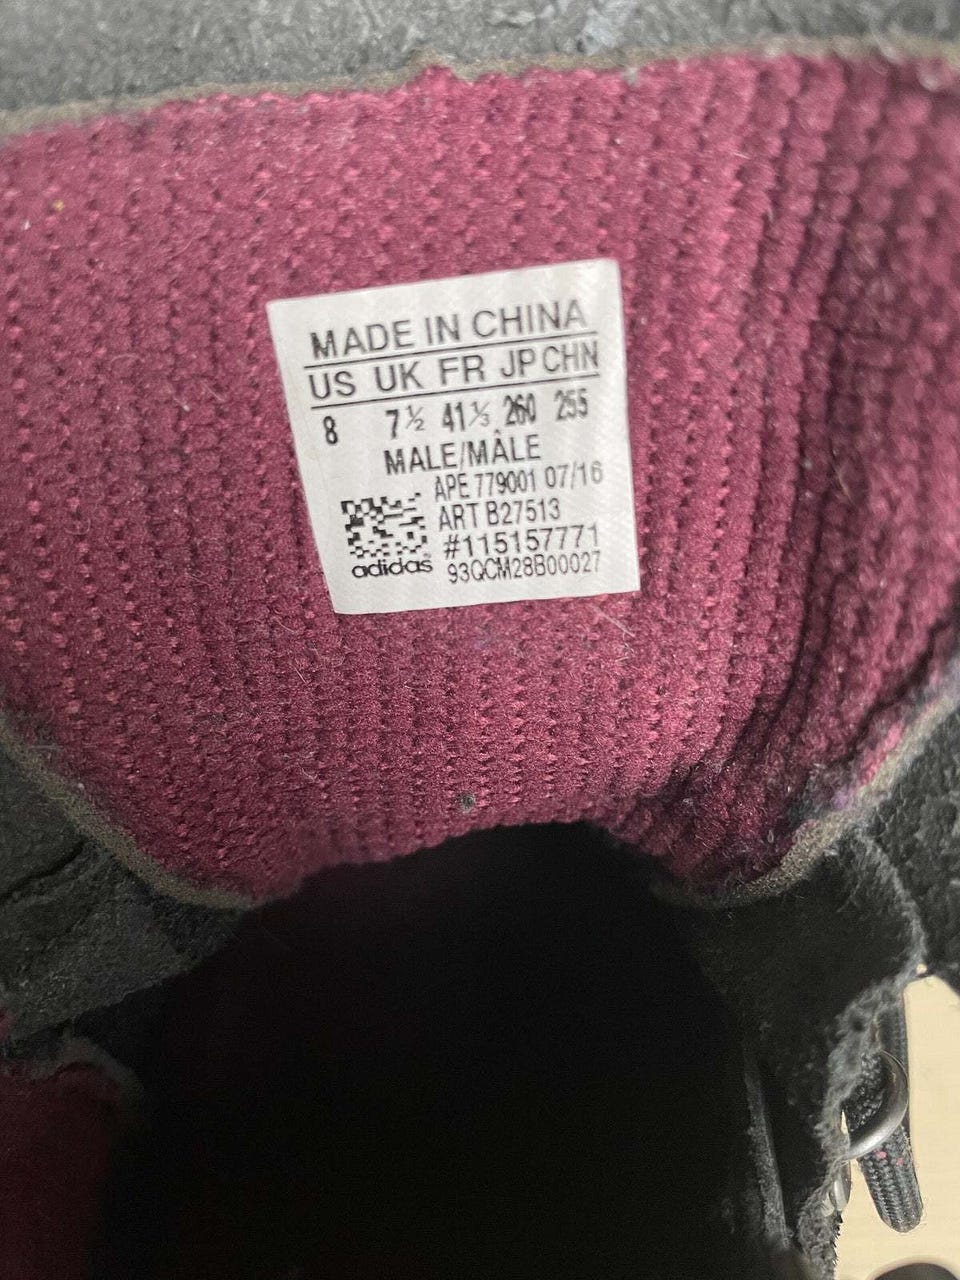 MADE IN CHINA
US UK FR JP CHN
8 7½ 41⅓ 260 255
MALE/MÂLE
APE 779001 07/16
ART B27513
#115157771
adidas 93QCM28B00027